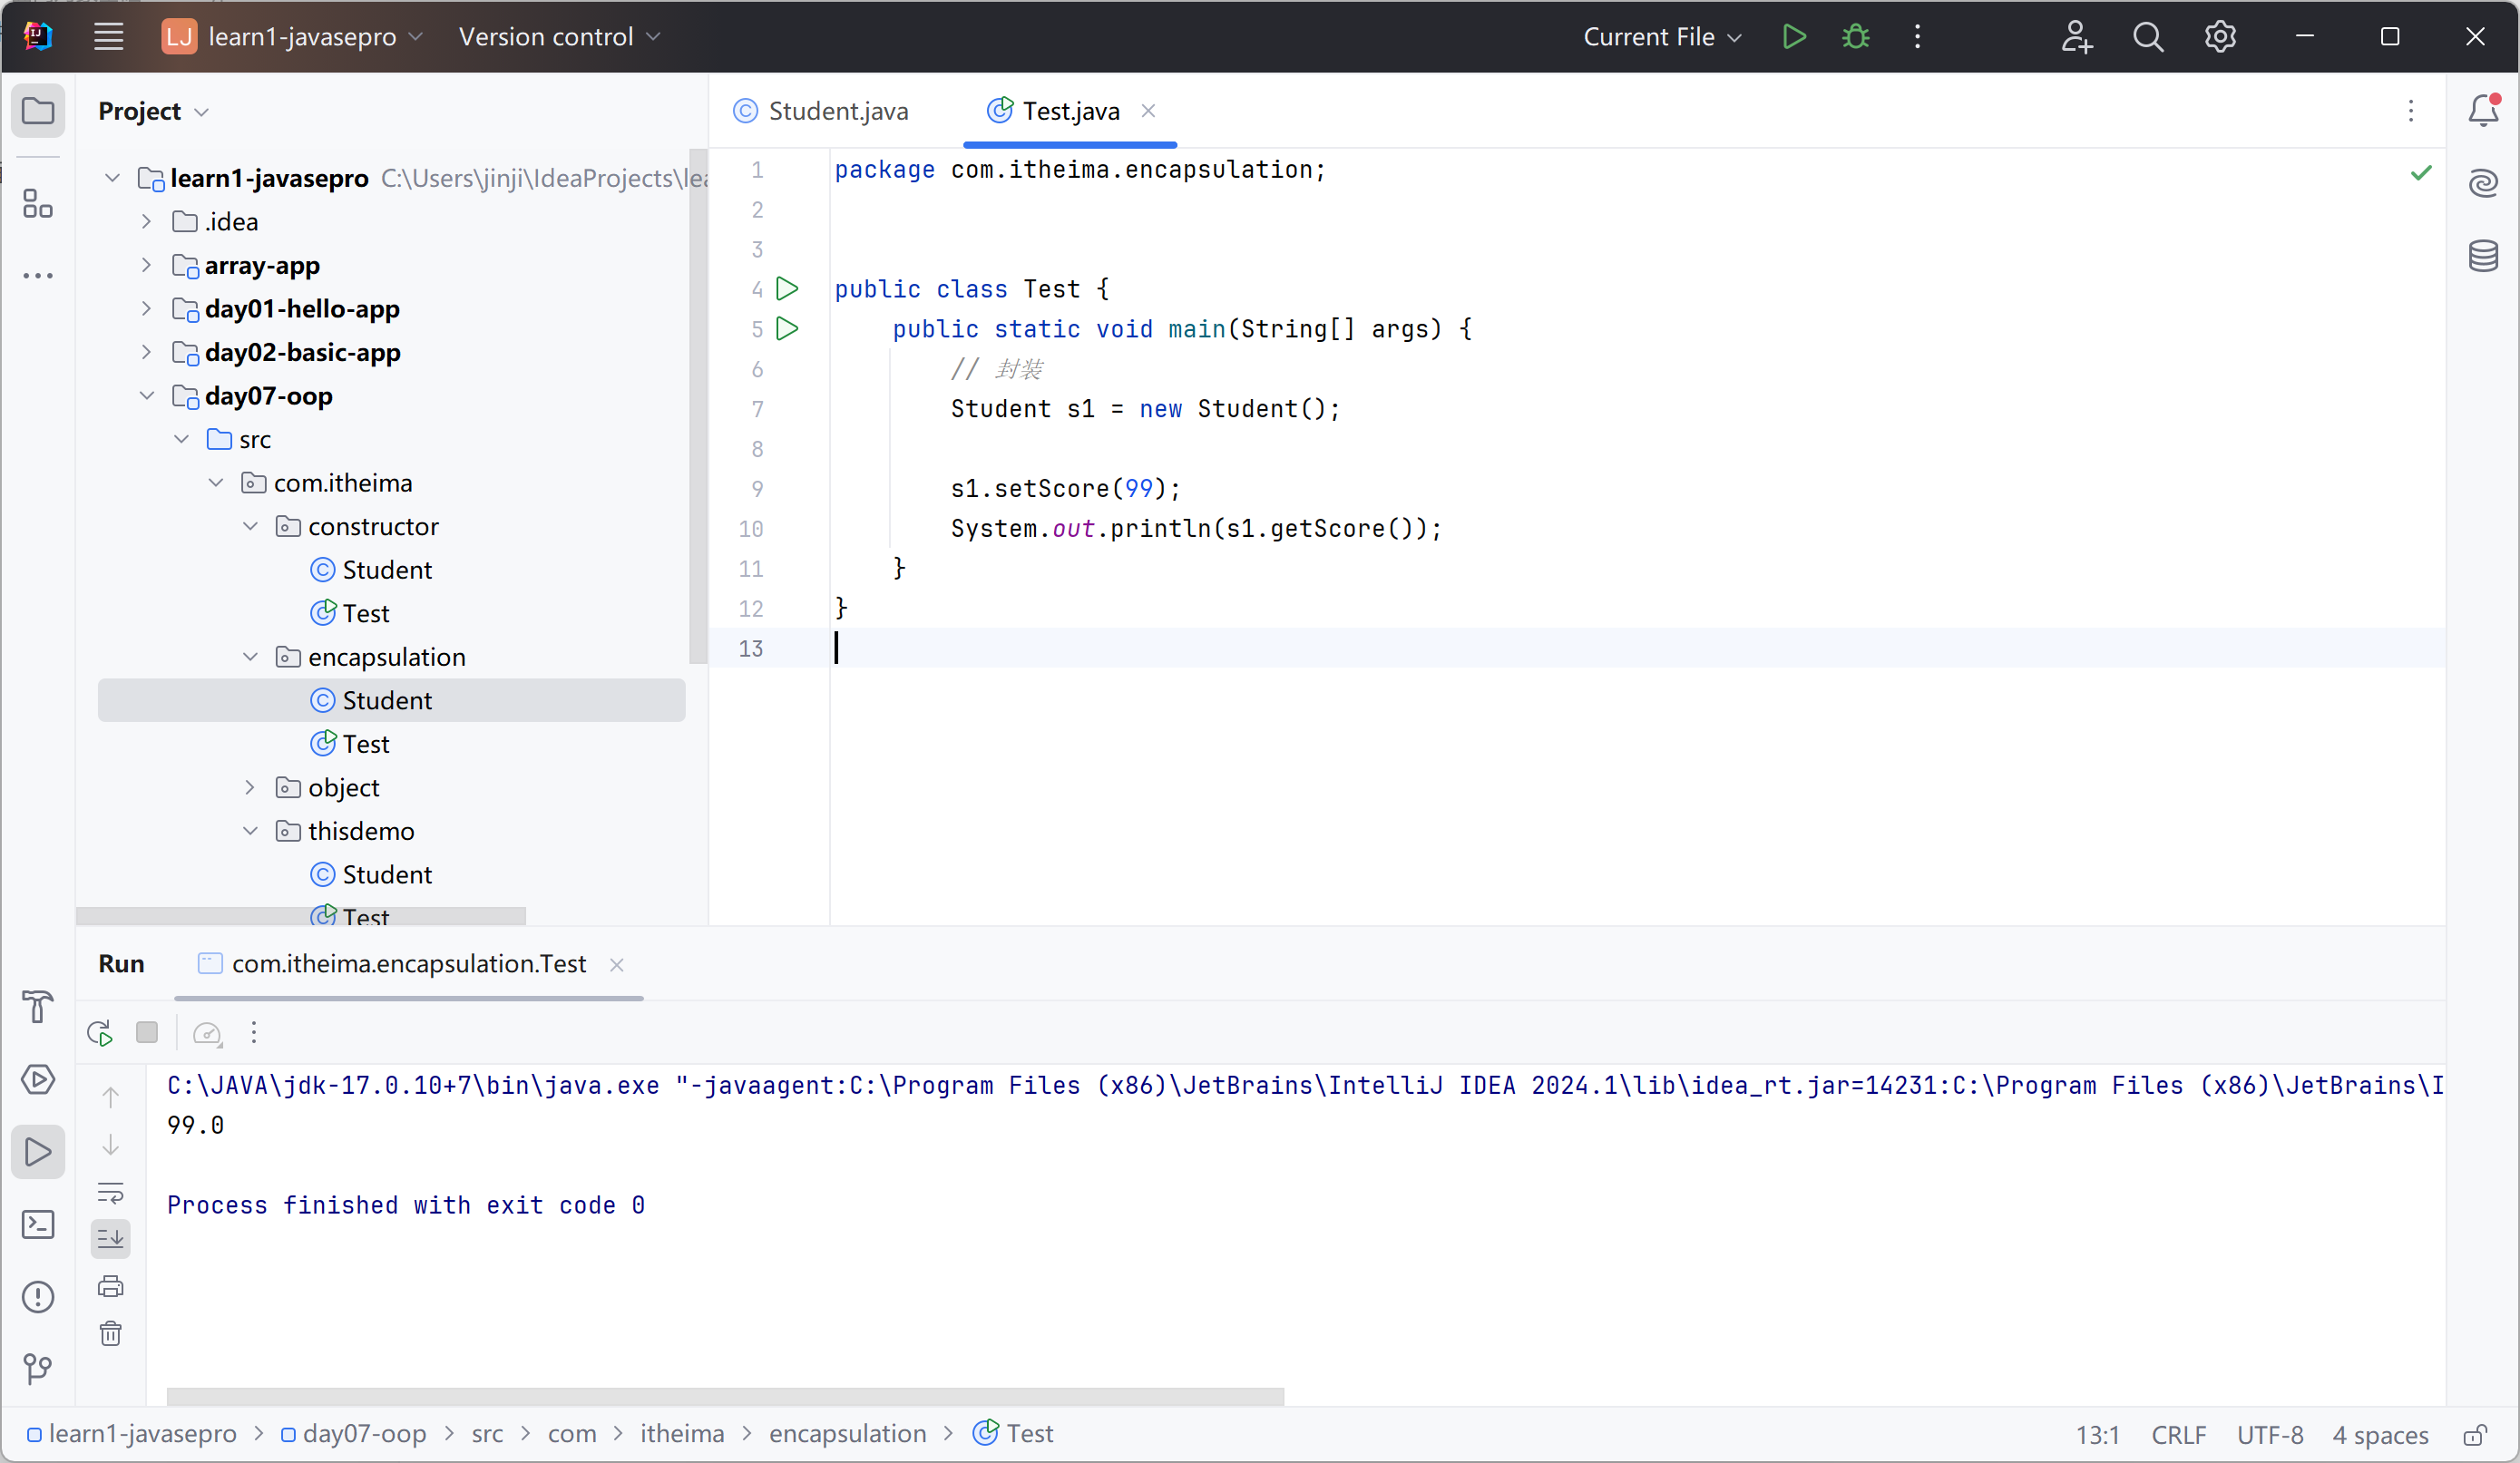 LJ learn1-javasepro Version control Current File
Project
learn1-javasepro C:\Users\jinji\IdeaProjects\lea
.idea
array-app
day01-hello-app
day02-basic-app
day07-oop
src
com.itheima
constructor
Student
Test
encapsulation
Student
Test
object
thisdemo
Student
Test
Student.java Test.java
1 package com.itheima.encapsulation;
2
3
4 public class Test {
5 public static void main(String[] args) {
6 // 封装
7 Student s1 = new Student();
8
9 s1.setScore(99);
10 System.out.println(s1.getScore());
11 }
12 }
13
Run com.itheima.encapsulation.Test
C:\JAVA\jdk-17.0.10+7\bin\java.exe "-javaagent:C:\Program Files (x86)\JetBrains\IntelliJ IDEA 2024.1\lib\idea_rt.jar=14231:C:\Program Files (x86)\JetBrains\I
99.0
Process finished with exit code 0
learn1-javasepro > day07-oop > src > com > itheima > encapsulation > Test 13:1 CRLF UTF-8 4 spaces